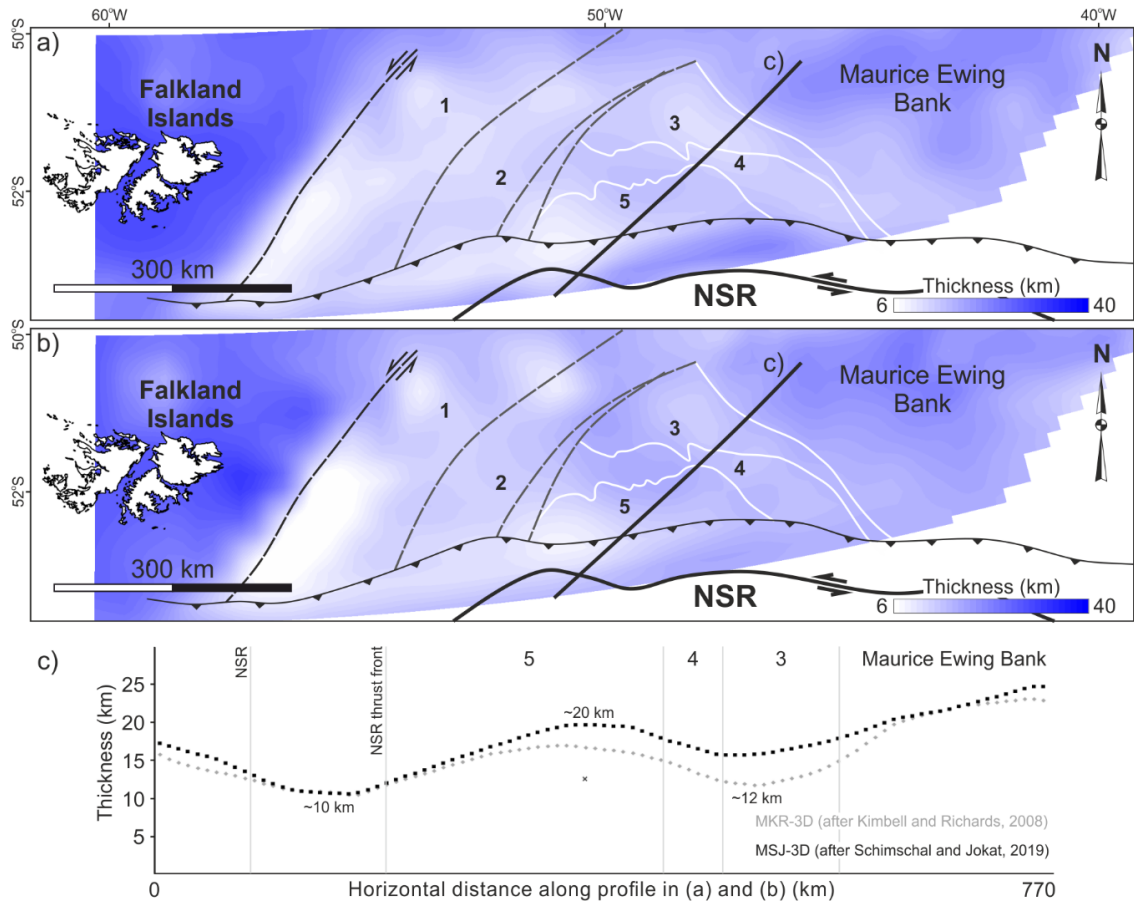 60°W
50°W
40°W
50°S
a)
Falkland
Islands
1
c)
Maurice Ewing
Bank
N
3
4
2
52°S
5
300 km
NSR
Thickness (km)
6
40
50°S
b)
Falkland
Islands
1
c)
Maurice Ewing
Bank
N
3
4
2
52°S
5
300 km
NSR
Thickness (km)
6
40
c)
NSR
NSR thrust front
5
4
3
Maurice Ewing Bank
Thickness (km)
25
20
15
10
5
~20 km
~10 km
~12 km
MKR-3D (after Kimbell and Richards, 2008)
MSJ-3D (after Schimschal and Jokat, 2019)
0
Horizontal distance along profile in (a) and (b) (km)
770